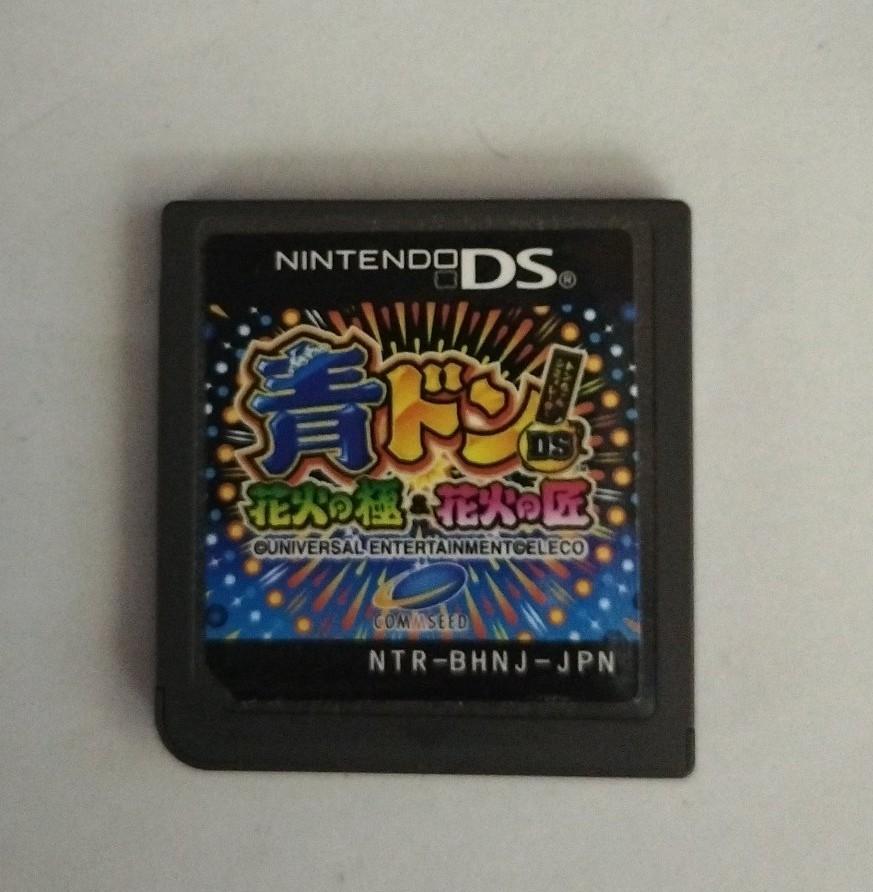 NINTENDO DS®
青ドン
DS
花火の極 & 花火の匠
©UNIVERSAL ENTERTAINMENT©ELECO
COMMSEED
NTR-BHNJ-JPN